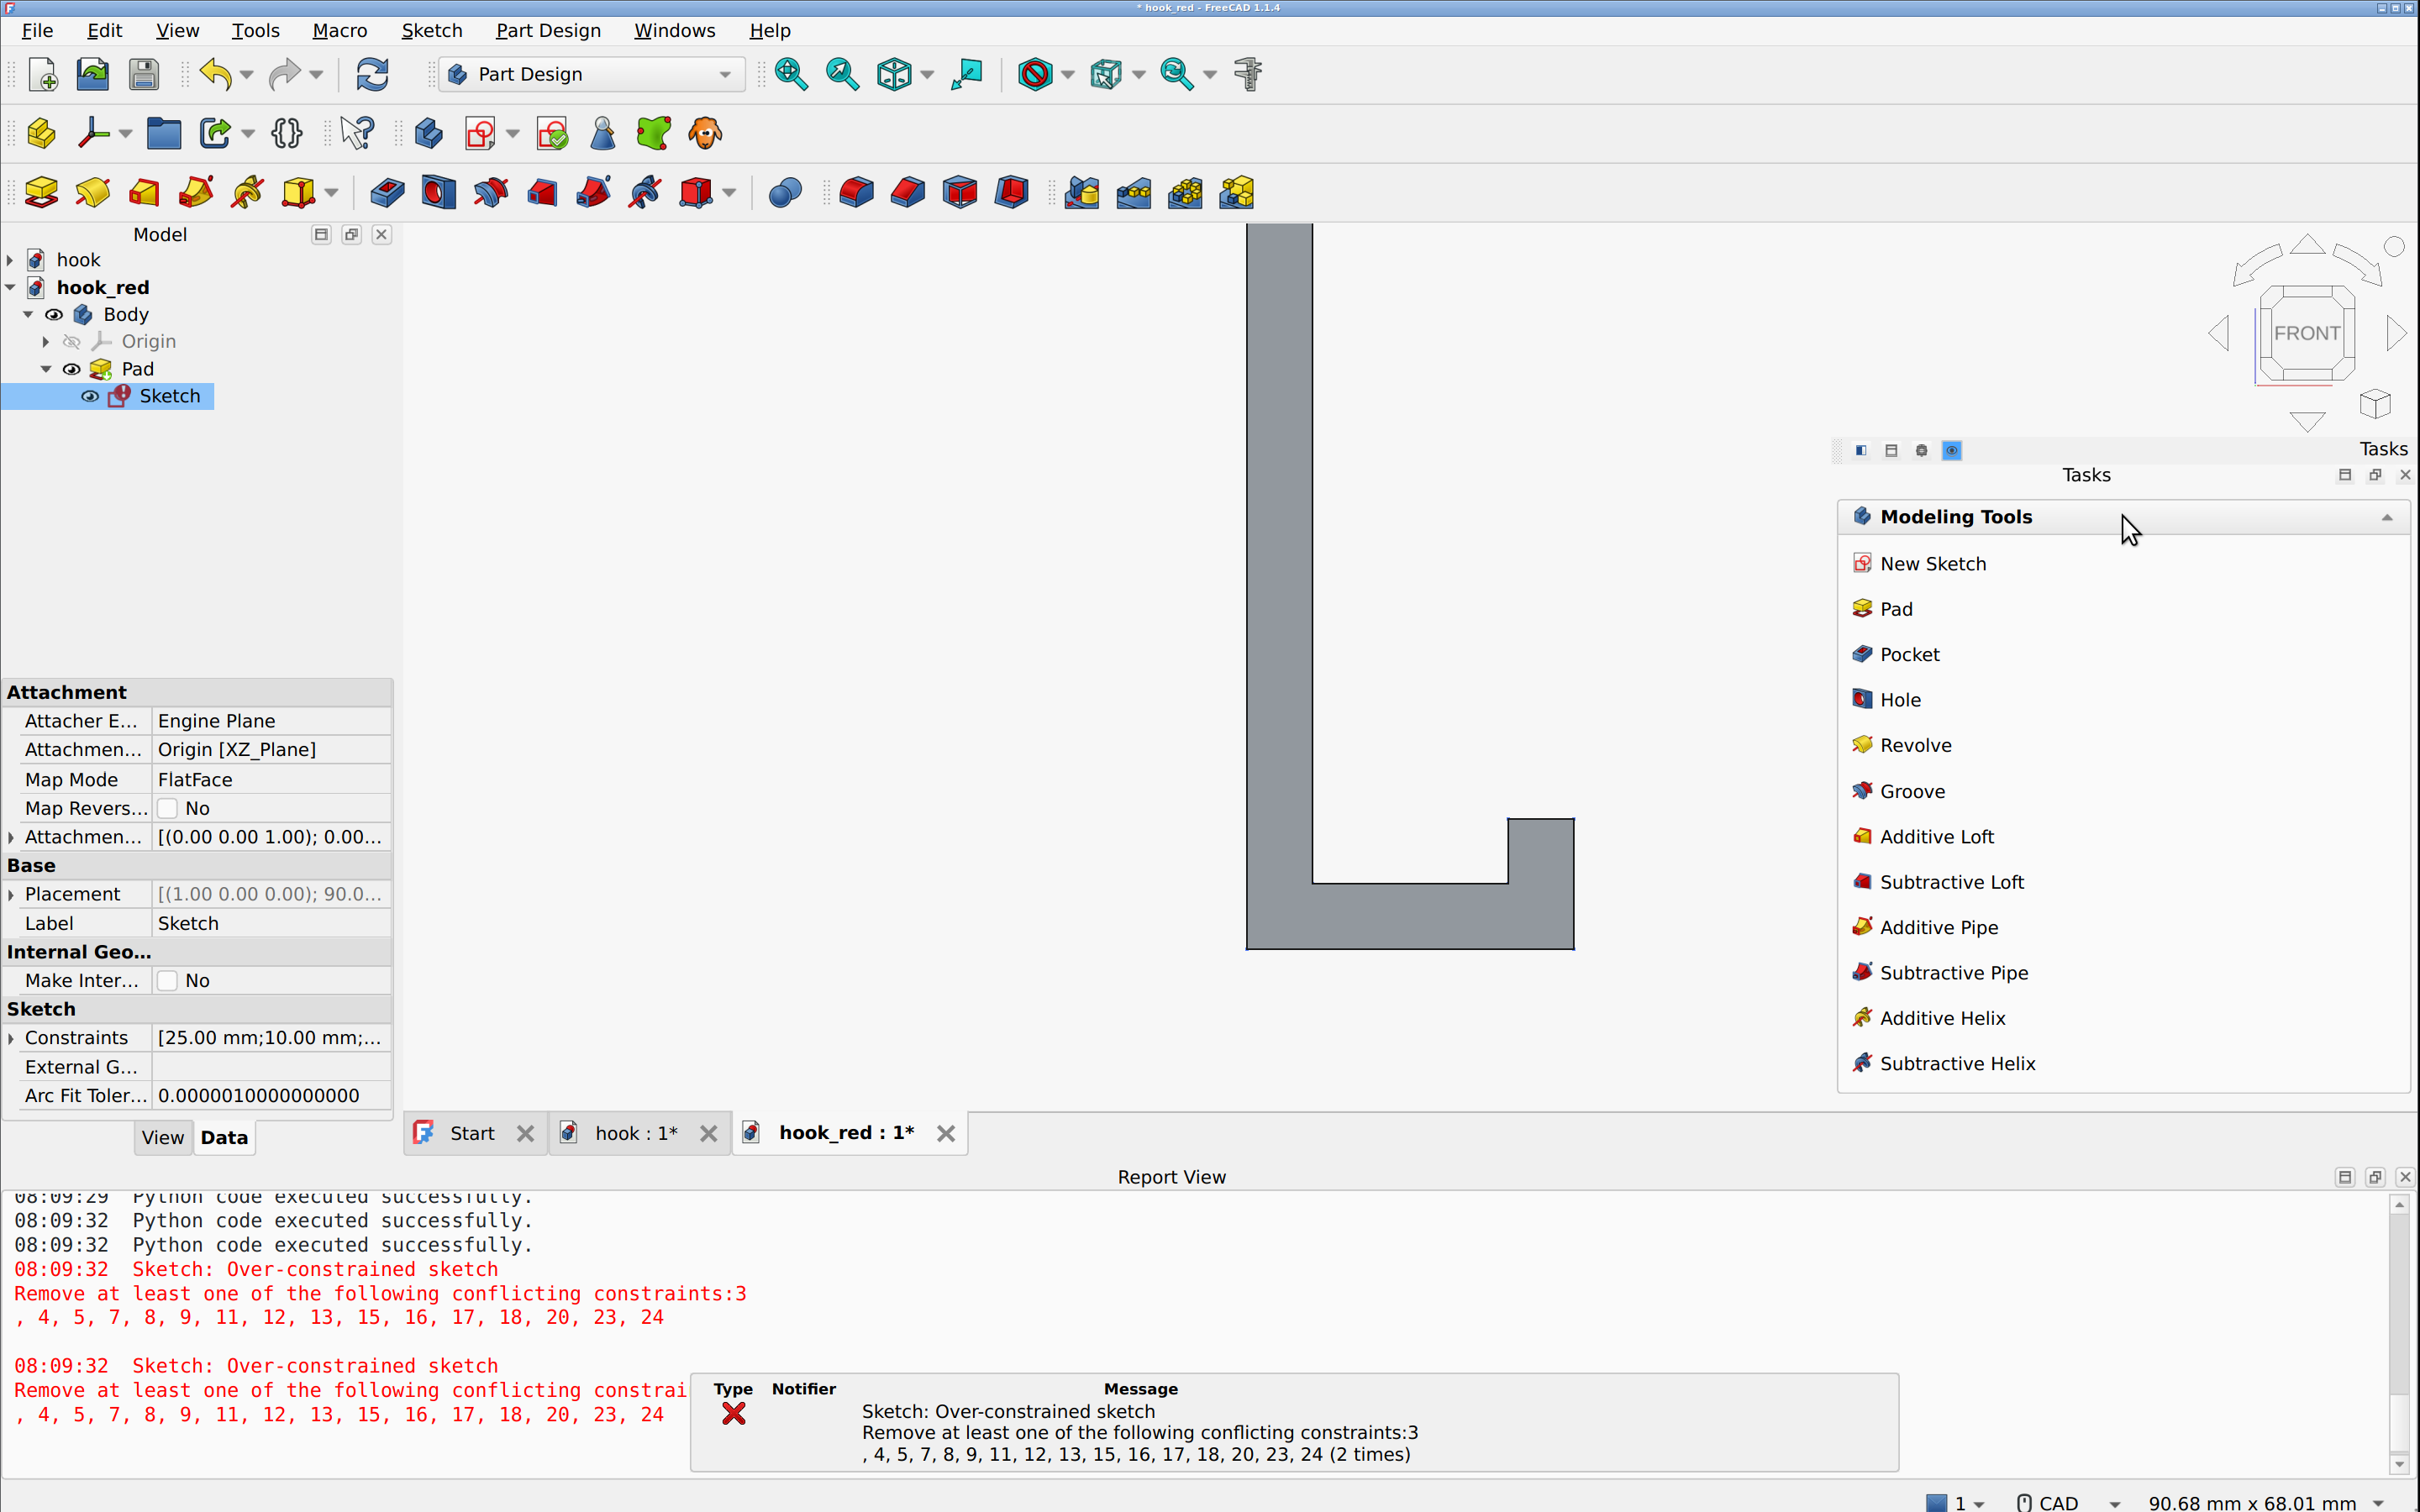 * hook_red - FreeCAD 1.1.4
File Edit View Tools Macro Sketch Part Design Windows Help
Part Design
Model
hook
hook_red
Body
Origin
Pad
Sketch
FRONT
Tasks
Tasks
Modeling Tools
New Sketch
Pad
Pocket
Hole
Revolve
Groove
Additive Loft
Subtractive Loft
Additive Pipe
Subtractive Pipe
Additive Helix
Subtractive Helix
Attachment
Attacher E... Engine Plane
Attachmen... Origin [XZ_Plane]
Map Mode FlatFace
Map Revers... No
Attachmen... [(0.00 0.00 1.00); 0.00...
Base
Placement [(1.00 0.00 0.00); 90.0...
Label Sketch
Internal Geo...
Make Inter... No
Sketch
Constraints [25.00 mm;10.00 mm;...
External G...
Arc Fit Toler... 0.0000010000000000
View Data
Start hook : 1* hook_red : 1*
Report View
08:09:29 Python code executed successfully.
08:09:32 Python code executed successfully.
08:09:32 Python code executed successfully.
08:09:32 Sketch: Over-constrained sketch
Remove at least one of the following conflicting constraints:3
, 4, 5, 7, 8, 9, 11, 12, 13, 15, 16, 17, 18, 20, 23, 24
08:09:32 Sketch: Over-constrained sketch
Remove at least one of the following conflicting constrai
, 4, 5, 7, 8, 9, 11, 12, 13, 15, 16, 17, 18, 20, 23, 24
Type Notifier Message
Sketch: Over-constrained sketch
Remove at least one of the following conflicting constraints:3
, 4, 5, 7, 8, 9, 11, 12, 13, 15, 16, 17, 18, 20, 23, 24 (2 times)
1 CAD 90.68 mm x 68.01 mm